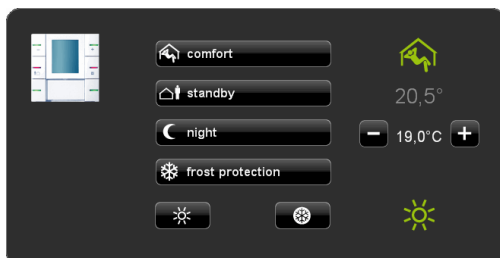 comfort
standby
20,5°
night
19,0°C
frost protection